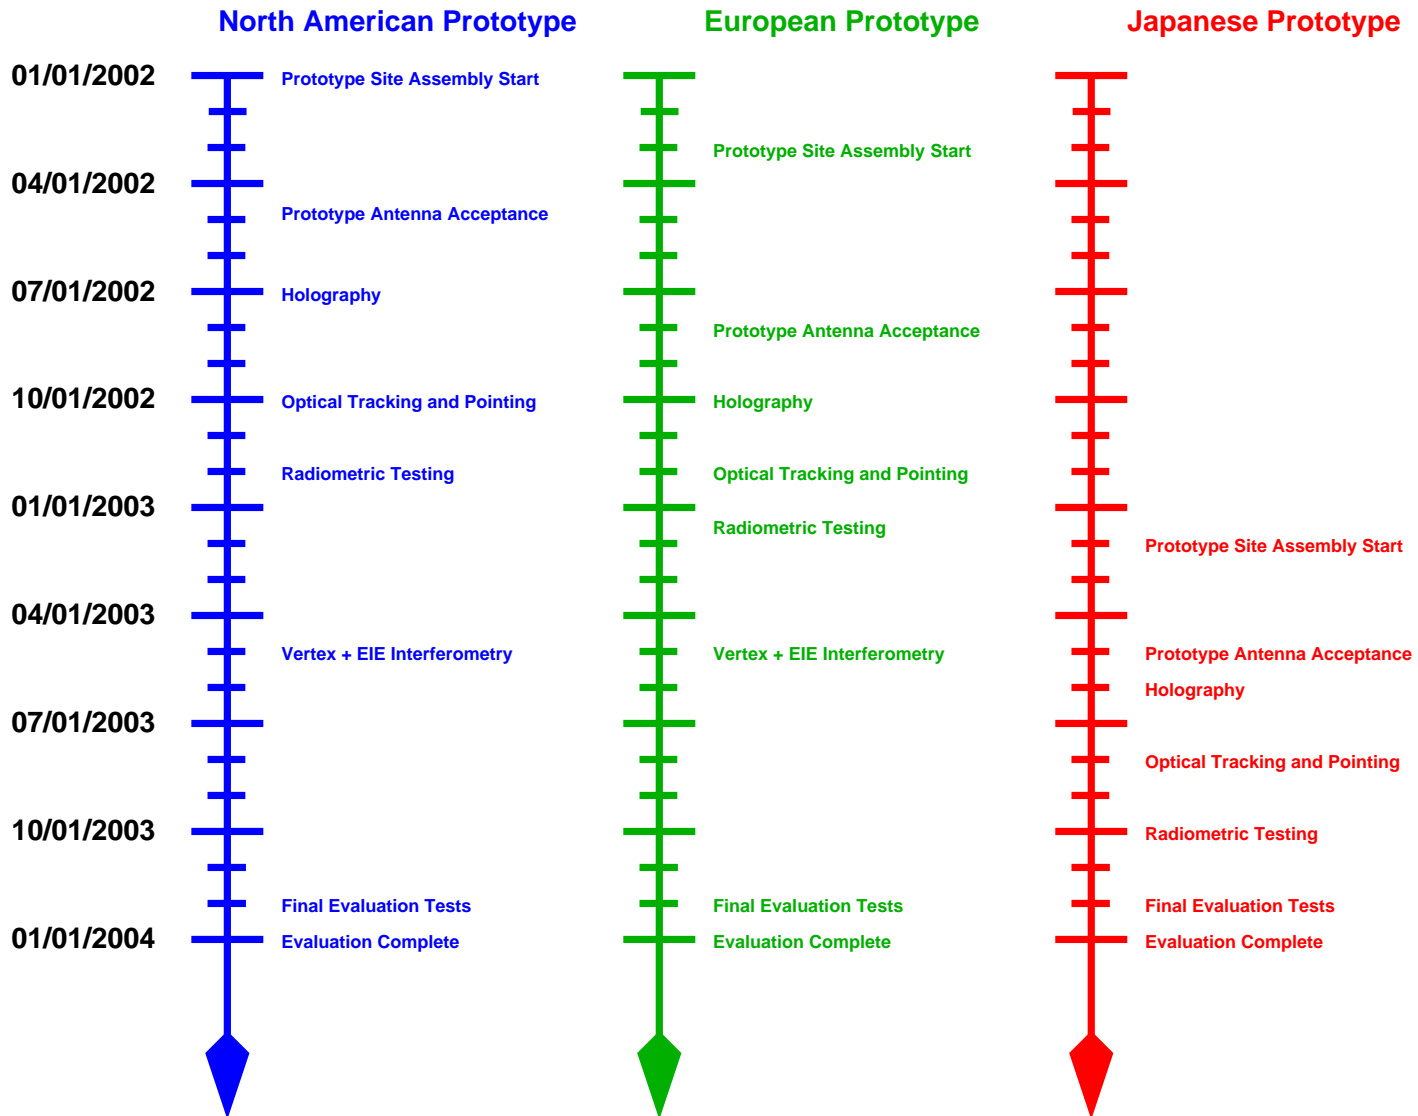 North American Prototype
European Prototype
Japanese Prototype
01/01/2002
Prototype Site Assembly Start
Prototype Site Assembly Start
04/01/2002
Prototype Antenna Acceptance
07/01/2002
Holography
Prototype Antenna Acceptance
10/01/2002
Optical Tracking and Pointing
Holography
Radiometric Testing
Optical Tracking and Pointing
01/01/2003
Radiometric Testing
Prototype Site Assembly Start
04/01/2003
Vertex + EIE Interferometry
Vertex + EIE Interferometry
Prototype Antenna Acceptance
Holography
07/01/2003
Optical Tracking and Pointing
10/01/2003
Radiometric Testing
Final Evaluation Tests
Final Evaluation Tests
Final Evaluation Tests
01/01/2004
Evaluation Complete
Evaluation Complete
Evaluation Complete